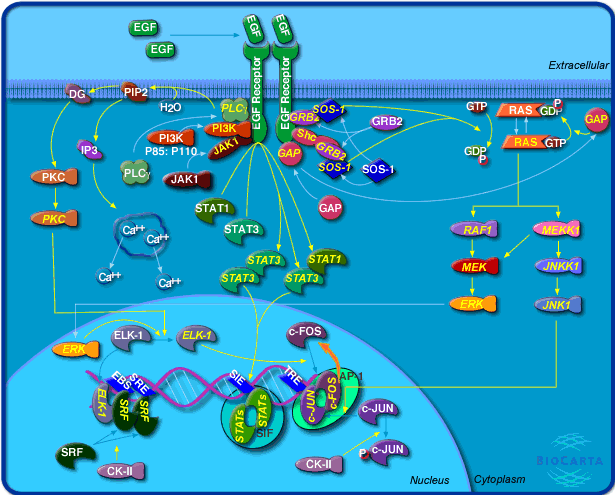 EGF
EGF
EGF
EGF
EGF Receptor
EGF Receptor
Extracellular
DG
PIP2
H2O
PLCγ
SOS-1
GRB2
GTP
RAS
GDP
P
GAP
PI3K
PI3K
Shc
GRB2
GRB2
RAS
GTP
IP3
P85: P110
JAK1
GAP
SOS-1
SOS-1
GDP
P
PKC
PLCγ
JAK1
PKC
STAT1
GAP
STAT3
RAF1
MEKK1
Ca++
Ca++
STAT3
STAT1
STAT3
STAT3
MEK
JNKK1
Ca++
Ca++
ERK
JNK1
ELK-1
ELK-1
c-FOS
ERK
EBS
SRE
SIE
TRE
AP-1
ELK-1
SRF
SRF
STATs
STATs
SIF
c-JUN
c-FOS
c-JUN
SRF
P
c-JUN
CK-II
CK-II
Nucleus
Cytoplasm
BIOCARTA